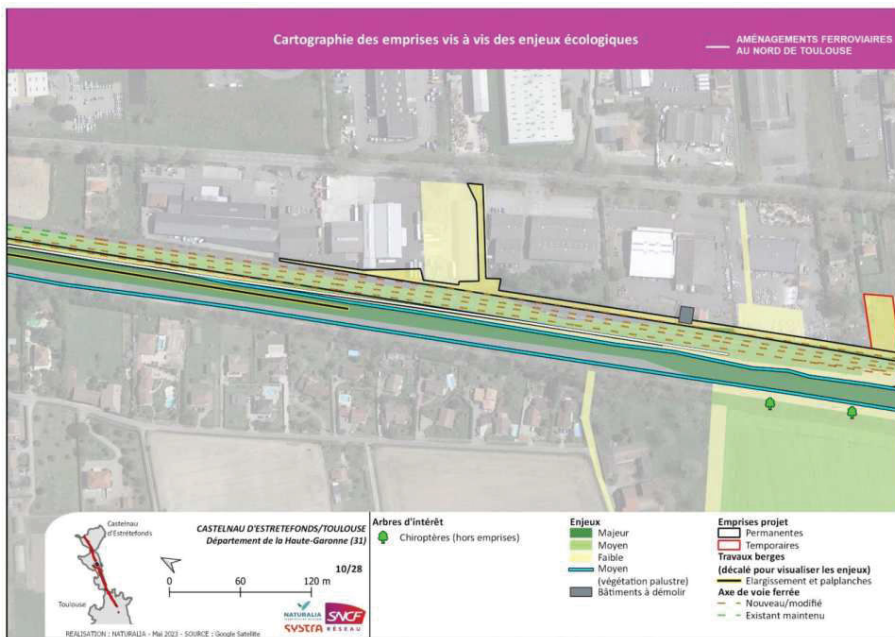 Cartographie des emprises vis à vis des enjeux écologiques
AMÉNAGEMENTS FERROVIAIRES
AU NORD DE TOULOUSE
Castelnau
d'Estrétefonds
Toulouse
CASTELNAU D'ESTRETEFONDS/TOULOUSE
Département de la Haute-Garonne (31)
10/28
0 60 120 m
NATURALIA
SYSTRA
SNCF
RÉSEAU
REALISATION : NATURALIA - Mai 2023 - SOURCE : Google Satellite
Arbres d'intérêt
Chiroptères (hors emprises)
Enjeux
Majeur
Moyen
Faible
Moyen
(végétation palustre)
Bâtiments à démolir
Emprises projet
Permanentes
Temporaires
Travaux berges
(décalé pour visualiser les enjeux)
Elargissement et palplanches
Axe de voie ferrée
Nouveau/modifié
Existant maintenu